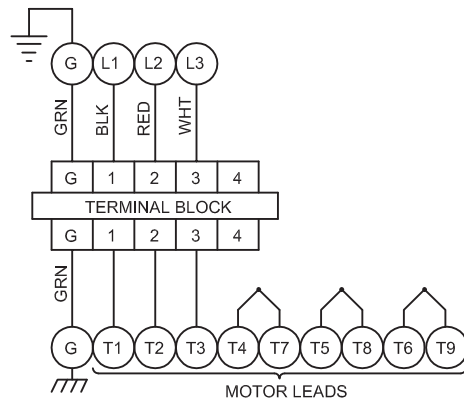 G L1 L2 L3
GRN BLK RED WHT
G 1 2 3 4
TERMINAL BLOCK
G 1 2 3 4
GRN
G T1 T2 T3 T4 T7 T5 T8 T6 T9
MOTOR LEADS